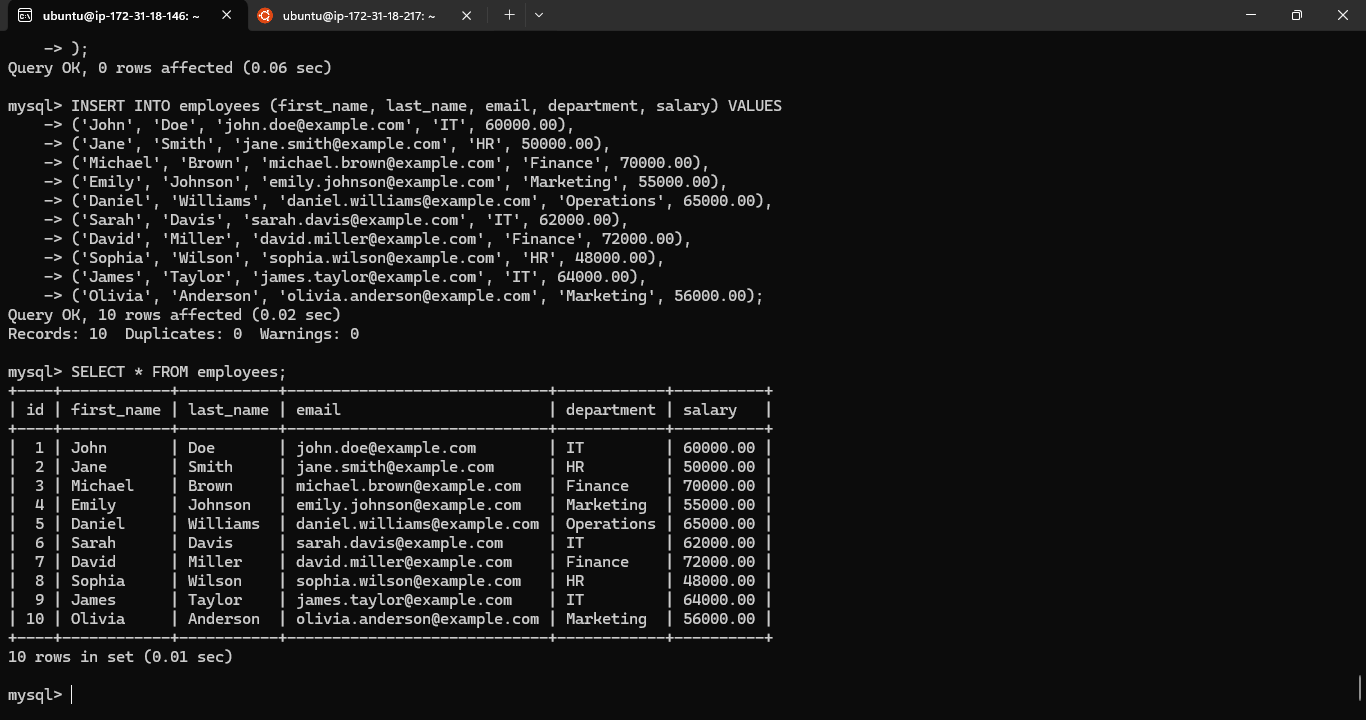 ubuntu@ip-172-31-18-146: ~
ubuntu@ip-172-31-18-217: ~
-> );
Query OK, 0 rows affected (0.06 sec)
mysql> INSERT INTO employees (first_name, last_name, email, department, salary) VALUES
-> ('John', 'Doe', 'john.doe@example.com', 'IT', 60000.00),
-> ('Jane', 'Smith', 'jane.smith@example.com', 'HR', 50000.00),
-> ('Michael', 'Brown', 'michael.brown@example.com', 'Finance', 70000.00),
-> ('Emily', 'Johnson', 'emily.johnson@example.com', 'Marketing', 55000.00),
-> ('Daniel', 'Williams', 'daniel.williams@example.com', 'Operations', 65000.00),
-> ('Sarah', 'Davis', 'sarah.davis@example.com', 'IT', 62000.00),
-> ('David', 'Miller', 'david.miller@example.com', 'Finance', 72000.00),
-> ('Sophia', 'Wilson', 'sophia.wilson@example.com', 'HR', 48000.00),
-> ('James', 'Taylor', 'james.taylor@example.com', 'IT', 64000.00),
-> ('Olivia', 'Anderson', 'olivia.anderson@example.com', 'Marketing', 56000.00);
Query OK, 10 rows affected (0.02 sec)
Records: 10  Duplicates: 0  Warnings: 0
mysql> SELECT * FROM employees;
+----+------------+-----------+-----------------------------+------------+----------+
| id | first_name | last_name | email                       | department | salary   |
+----+------------+-----------+-----------------------------+------------+----------+
|  1 | John       | Doe       | john.doe@example.com        | IT         | 60000.00 |
|  2 | Jane       | Smith     | jane.smith@example.com      | HR         | 50000.00 |
|  3 | Michael    | Brown     | michael.brown@example.com   | Finance    | 70000.00 |
|  4 | Emily      | Johnson   | emily.johnson@example.com   | Marketing  | 55000.00 |
|  5 | Daniel     | Williams  | daniel.williams@example.com | Operations | 65000.00 |
|  6 | Sarah      | Davis     | sarah.davis@example.com     | IT         | 62000.00 |
|  7 | David      | Miller    | david.miller@example.com    | Finance    | 72000.00 |
|  8 | Sophia     | Wilson    | sophia.wilson@example.com   | HR         | 48000.00 |
|  9 | James      | Taylor    | james.taylor@example.com    | IT         | 64000.00 |
| 10 | Olivia     | Anderson  | olivia.anderson@example.com | Marketing  | 56000.00 |
+----+------------+-----------+-----------------------------+------------+----------+
10 rows in set (0.01 sec)
mysql>